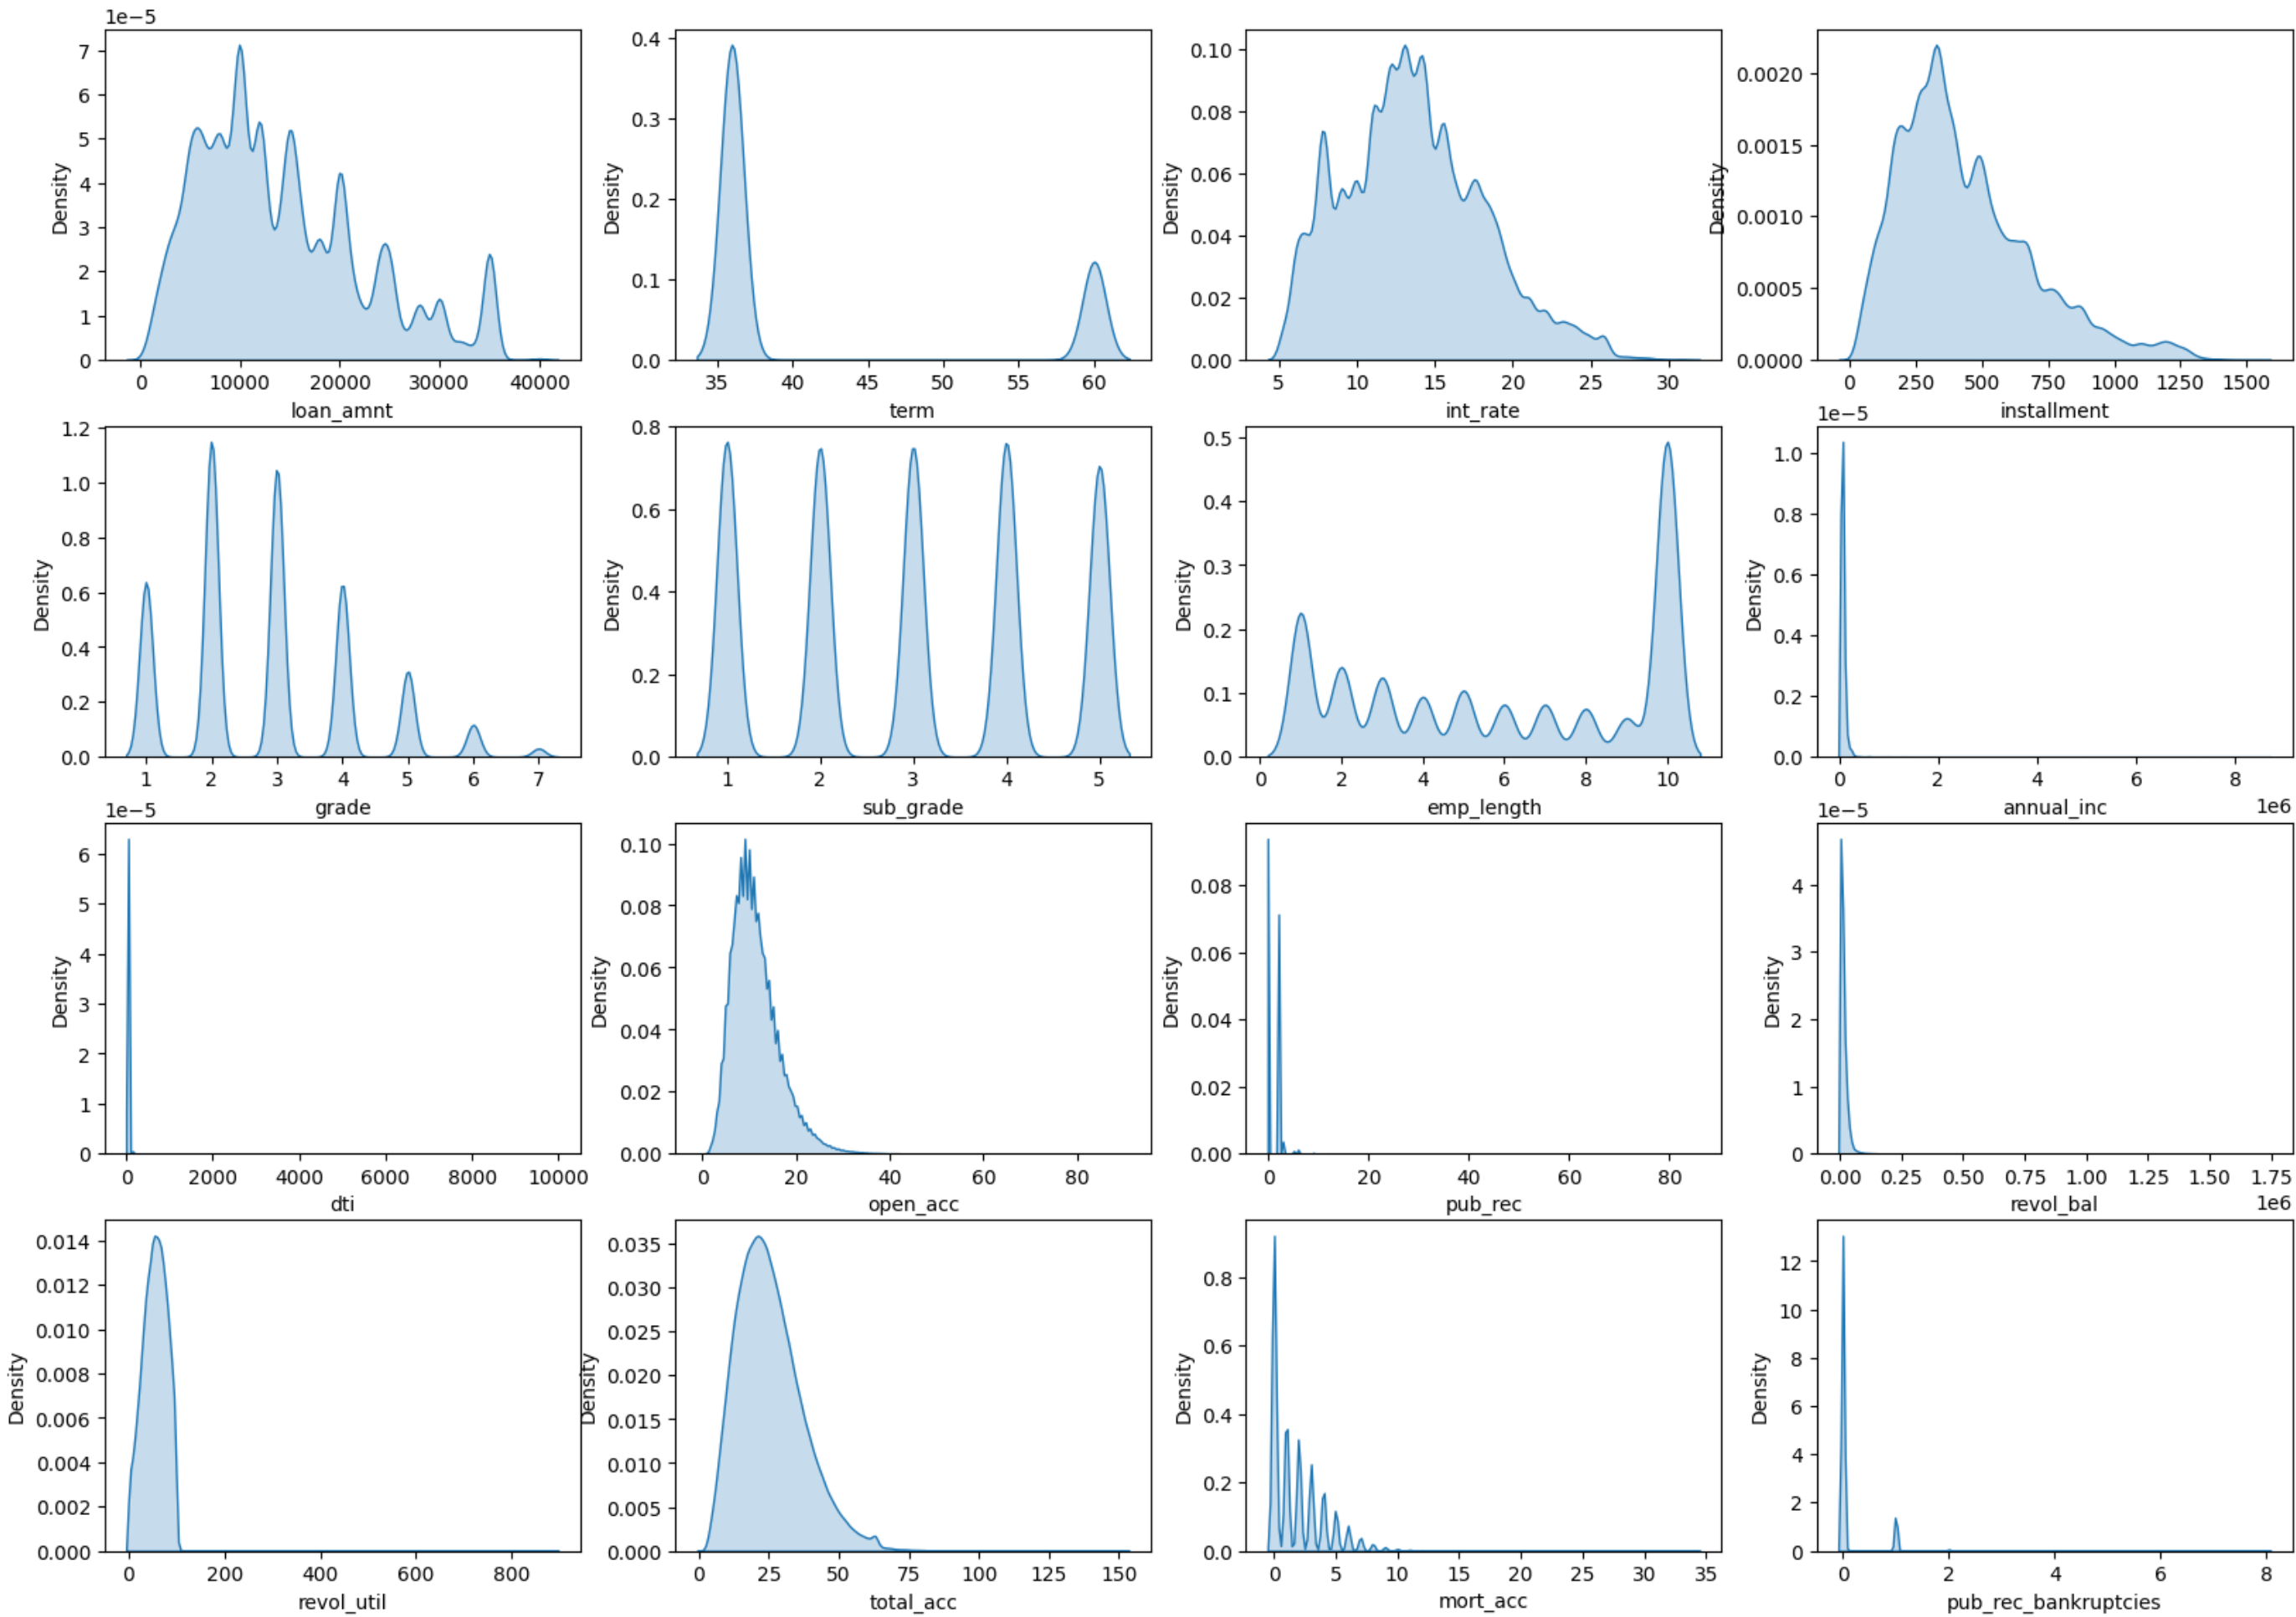 1e−5
7
6
5
4
3
2
1
0
Density
0 10000 20000 30000 40000
loan_amnt
0.4
0.3
0.2
0.1
0.0
Density
35 40 45 50 55 60
term
0.10
0.08
0.06
0.04
0.02
0.00
Density
5 10 15 20 25 30
int_rate
0.0020
0.0015
0.0010
0.0005
0.0000
Density
0 250 500 750 1000 1250 1500
installment
1.2
1.0
0.8
0.6
0.4
0.2
0.0
Density
1 2 3 4 5 6 7
grade
0.8
0.6
0.4
0.2
0.0
Density
1 2 3 4 5
sub_grade
0.5
0.4
0.3
0.2
0.1
0.0
Density
0 2 4 6 8 10
emp_length
1e−5
1.0
0.8
0.6
0.4
0.2
0.0
Density
0 2 4 6 8
annual_inc
1e6
1e−5
6
5
4
3
2
1
0
Density
0 2000 4000 6000 8000 10000
dti
0.10
0.08
0.06
0.04
0.02
0.00
Density
0 20 40 60 80
open_acc
0.08
0.06
0.04
0.02
0.00
Density
0 20 40 60 80
pub_rec
1e−5
4
3
2
1
0
Density
0.00 0.25 0.50 0.75 1.00 1.25 1.50 1.75
revol_bal
1e6
0.014
0.012
0.010
0.008
0.006
0.004
0.002
0.000
Density
0 200 400 600 800
revol_util
0.035
0.030
0.025
0.020
0.015
0.010
0.005
0.000
Density
0 25 50 75 100 125 150
total_acc
0.8
0.6
0.4
0.2
0.0
Density
0 5 10 15 20 25 30 35
mort_acc
12
10
8
6
4
2
0
Density
0 2 4 6 8
pub_rec_bankruptcies